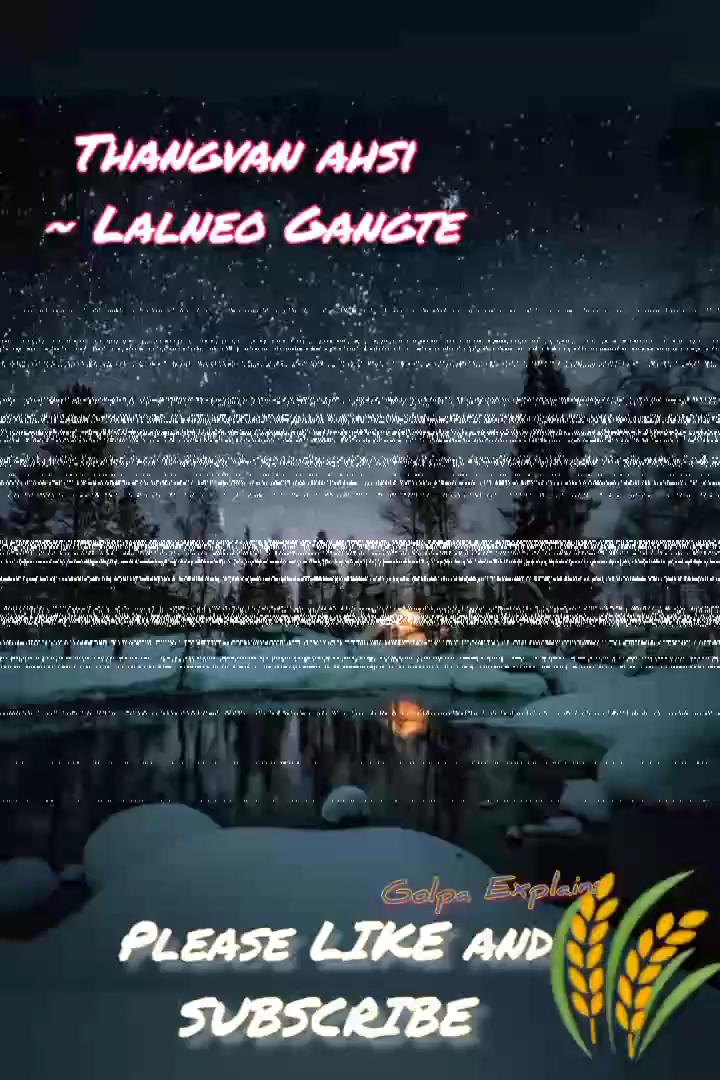 THANGVAN AHSI
~ LALNEO GANGTE
Golpa Explains
PLEASE LIKE AND
SUBSCRIBE